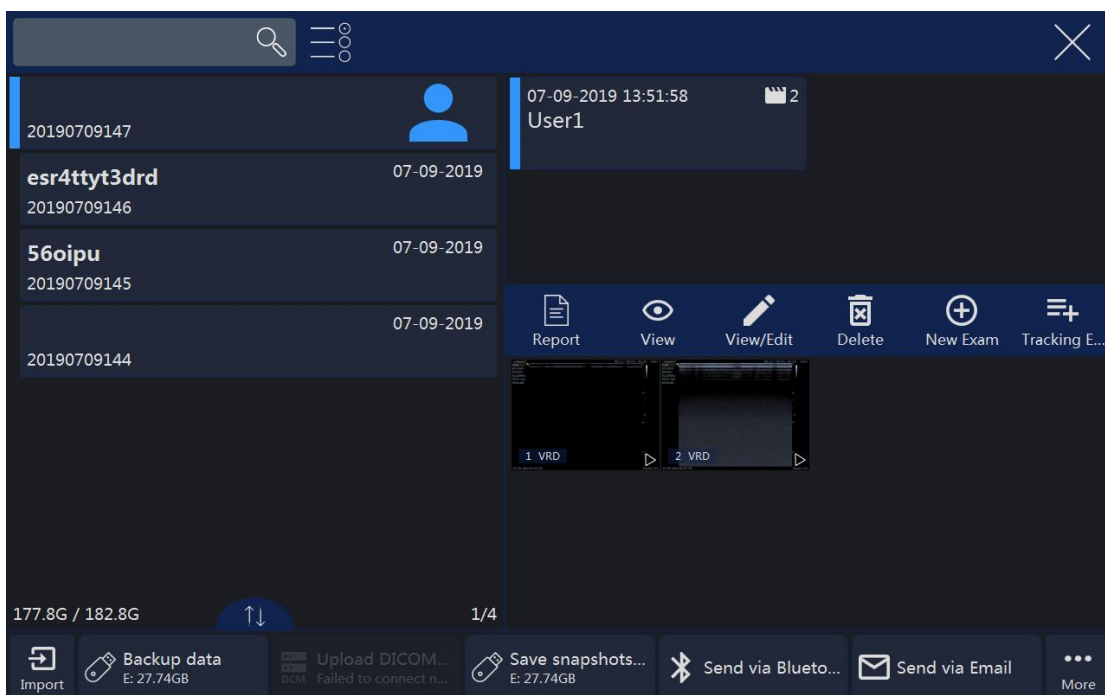 20190709147
esr4ttyt3drd 07-09-2019
20190709146
56oipu 07-09-2019
20190709145
07-09-2019
20190709144
177.8G / 182.8G 1/4
07-09-2019 13:51:58 2
User1
Report View View/Edit Delete New Exam Tracking E...
1 VRD 2 VRD
Import
Backup data
E: 27.74GB
DCM
Upload DICOM...
Failed to connect n...
Save snapshots...
E: 27.74GB
Send via Blueto...
Send via Email
More